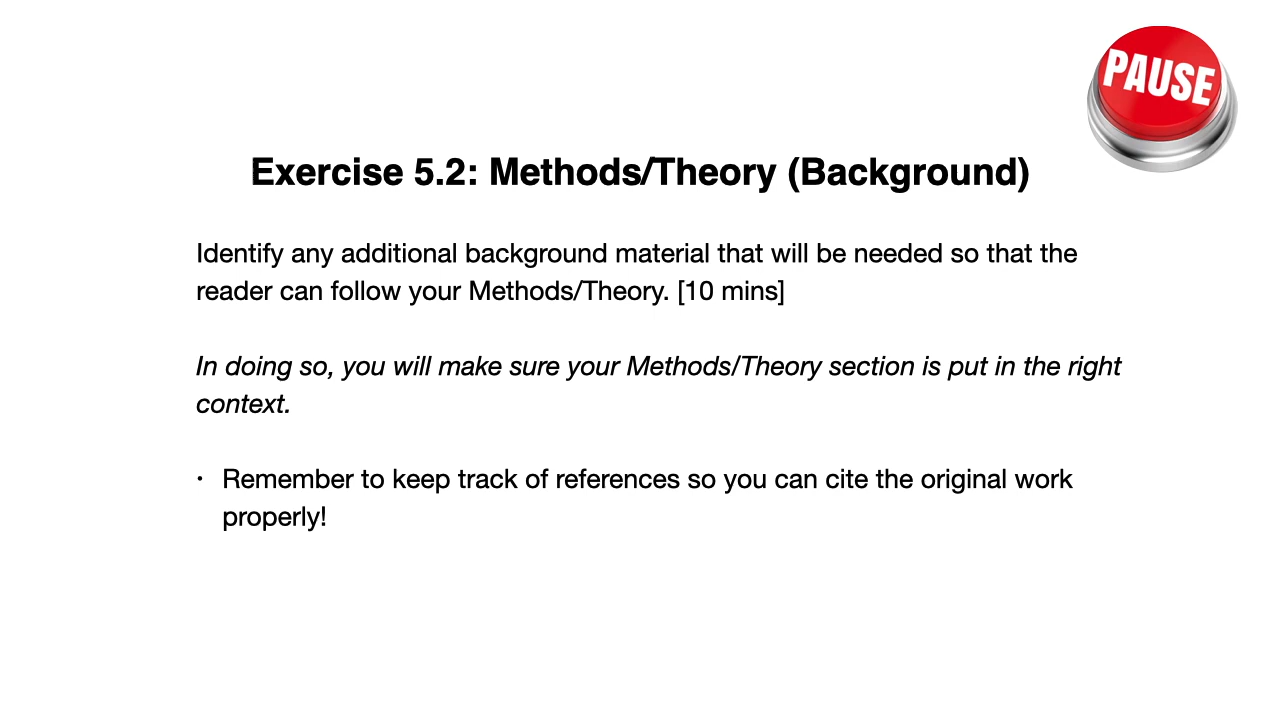 PAUSE
Exercise 5.2: Methods/Theory (Background)
Identify any additional background material that will be needed so that the
reader can follow your Methods/Theory. [10 mins]
In doing so, you will make sure your Methods/Theory section is put in the right
context.
• Remember to keep track of references so you can cite the original work
properly!